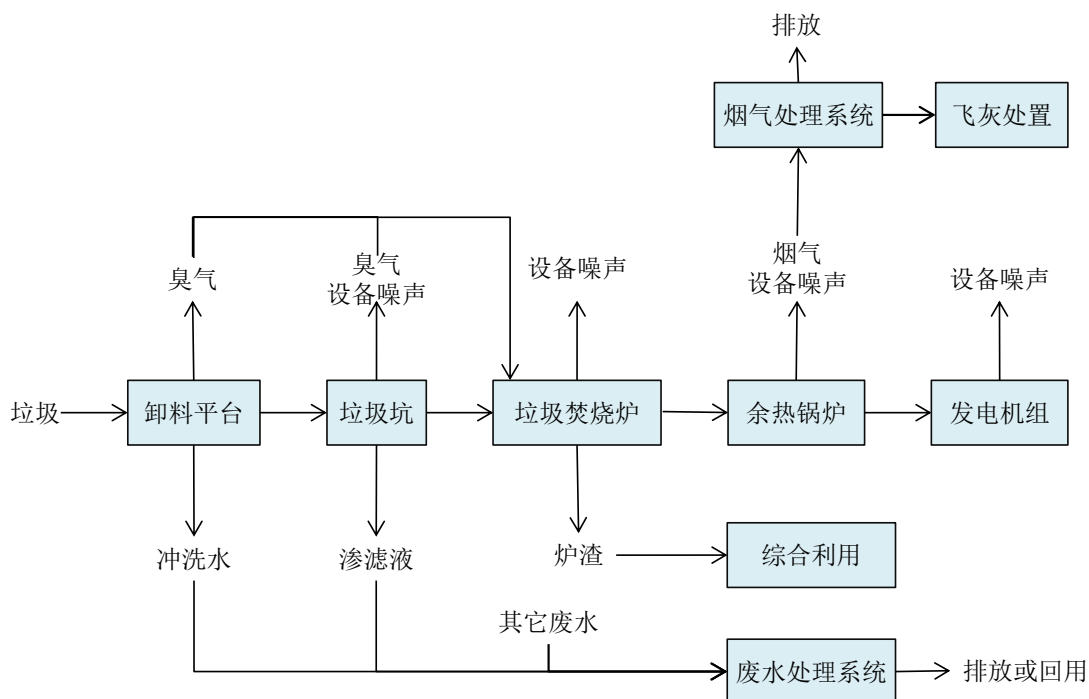 排放
烟气处理系统
飞灰处置
臭气
臭气
设备噪声
设备噪声
烟气
设备噪声
设备噪声
垃圾
卸料平台
垃圾坑
垃圾焚烧炉
余热锅炉
发电机组
冲洗水
渗滤液
炉渣
综合利用
其它废水
废水处理系统
排放或回用